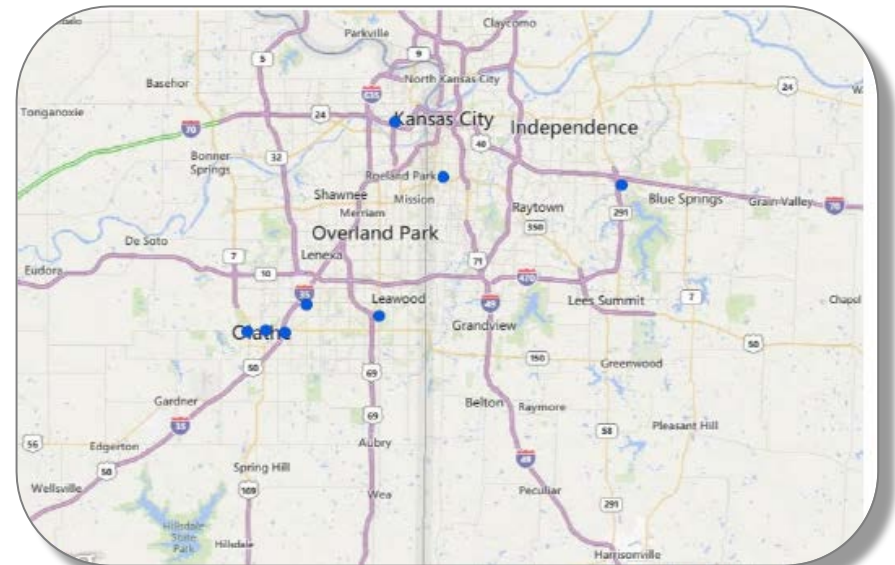 Claycomo
Parkville
5
9
Basehor
North Kansas City
635
24
Tonganoxie
24
Kansas City
Independence
70
40
32
Bonner
Springs
Roeland Park
Shawnee
Mission
Blue Springs
Grain Valley
70
Merriam
Raytown
291
350
Overland Park
De Soto
Lenexa
7
71
Eudora
10
470
35
Leawood
49
Lees Summit
7
Chapel
Olathe
Grandview
50
150
50
69
Greenwood
Gardner
Belton
Raymore
69
35
58
Pleasant Hill
56
Edgerton
Aubry
49
50
Spring Hill
Wellsville
169
Wea
Peculiar
291
Hillsdale
State
Park
Hillsdale
Harrisonville